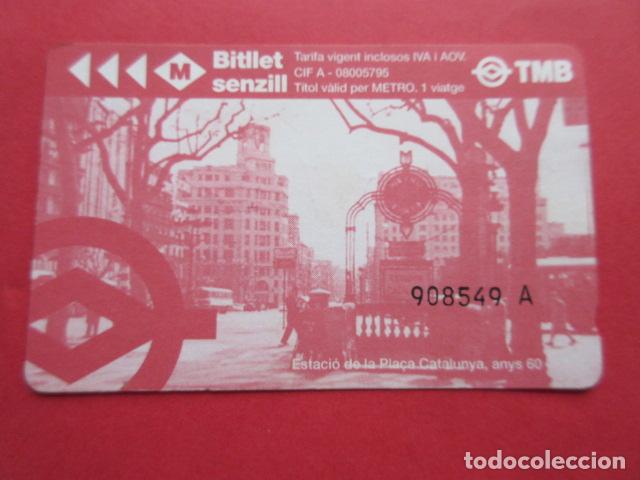 M
Bitllet
senzill
Tarifa vigent inclosos IVA i AOV.
CIF A - 08005795
Títol vàlid per METRO. 1 viatge
TMB
908549 A
Estació de la Plaça Catalunya, anys 60
todocoleccion